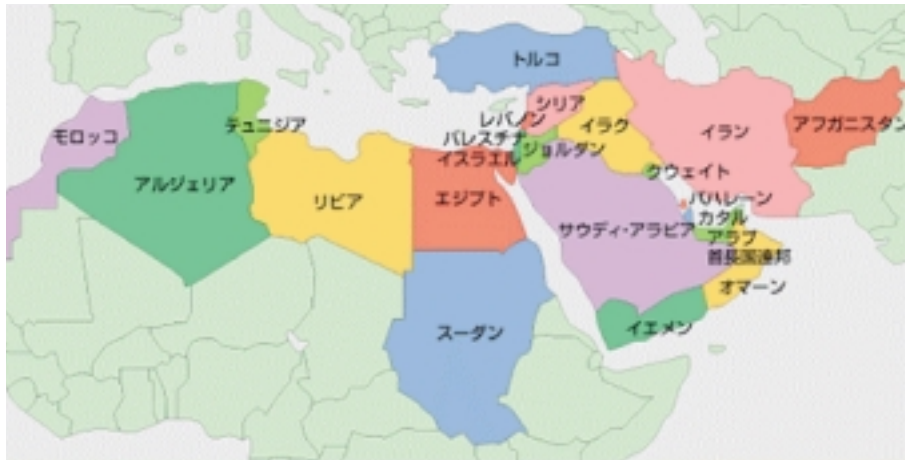 トルコ
シリア
レバノン
イラク
イラン
アフガニスタン
モロッコ
テュニジア
パレスチナ
イスラエル
ジョルダン
クウェイト
アルジェリア
リビア
エジプト
サウディ・アラビア
バハレーン
カタル
アラブ
首長国連邦
オマーン
イエメン
スーダン